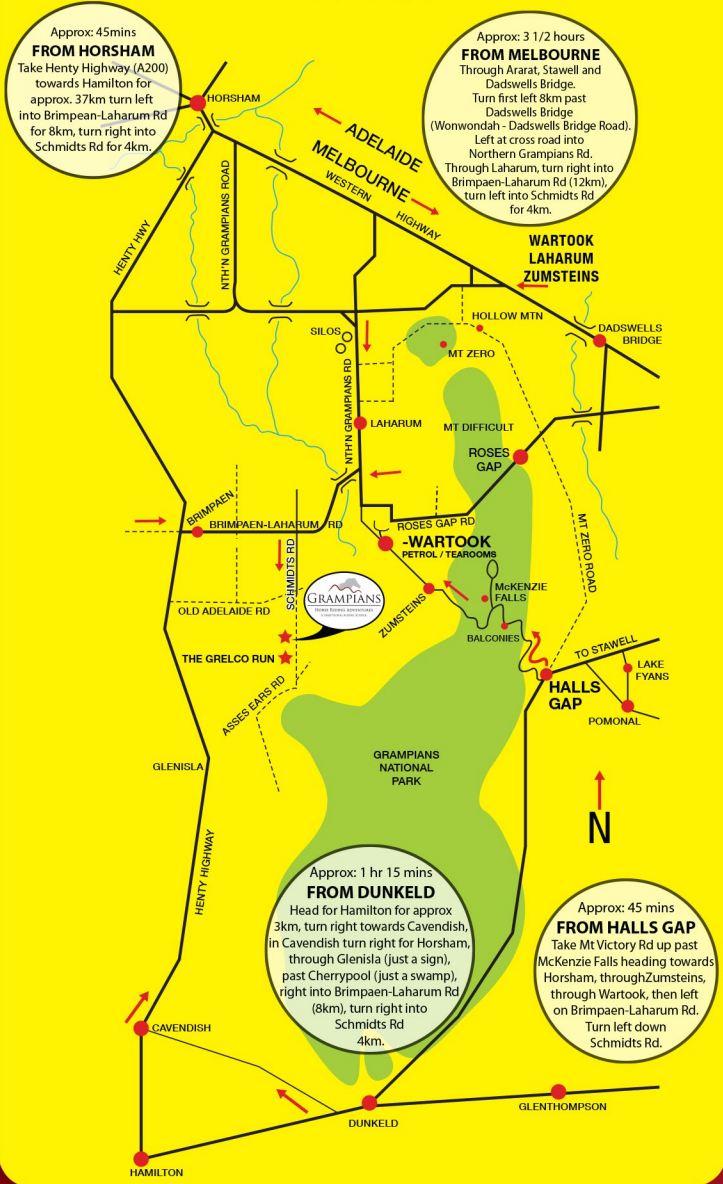 Approx: 45mins
FROM HORSHAM
Take Henty Highway (A200)
towards Hamilton for
approx. 37km turn left
into Brimpean-Laharum Rd
for 8km, turn right into
Schmidts Rd for 4km.
Approx: 3 1/2 hours
FROM MELBOURNE
Through Ararat, Stawell and
Dadswells Bridge.
Turn first left 8km past
Dadswells Bridge
(Wonwondah - Dadswells Bridge Road).
Left at cross road into
Northern Grampians Rd.
Through Laharum, turn right into
Brimpaen-Laharum Rd (12km),
turn left into Schmidts Rd
for 4km.
HORSHAM
ADELAIDE
MELBOURNE
WESTERN
HIGHWAY
HENTY HWY
NTH'N GRAMPIANS ROAD
WARTOOK
LAHARUM
ZUMSTEINS
HOLLOW MTN
DADSWELLS
BRIDGE
SILOS
MT ZERO
NTH'N GRAMPIANS RD
LAHARUM
MT DIFFICULT
ROSES
GAP
BRIMPAEN
BRIMPAEN-LAHARUM RD
ROSES GAP RD
-WARTOOK
PETROL / TEAROOMS
MT ZERO ROAD
SCHMIDTS RD
GRAMPIANS
HORSE RIDING ADVENTURES
McKENZIE
FALLS
OLD ADELAIDE RD
ZUMSTEINS
BALCONIES
THE GRELCO RUN
TO STAWELL
LAKE
FYANS
HALLS
GAP
POMONAL
ASSES EARS RD
GLENISLA
GRAMPIANS
NATIONAL
PARK
N
HENTY HIGHWAY
Approx: 1 hr 15 mins
FROM DUNKELD
Head for Hamilton for approx
3km, turn right towards Cavendish,
in Cavendish turn right for Horsham,
through Glenisla (just a sign),
past Cherrypool (just a swamp),
right into Brimpaen-Laharum Rd
(8km), turn right into
Schmidts Rd
4km.
Approx: 45 mins
FROM HALLS GAP
Take Mt Victory Rd up past
McKenzie Falls heading towards
Horsham, throughZumsteins,
through Wartook, then left
on Brimpaen-Laharum Rd.
Turn left down
Schmidts Rd.
CAVENDISH
DUNKELD
GLENTHOMPSON
HAMILTON